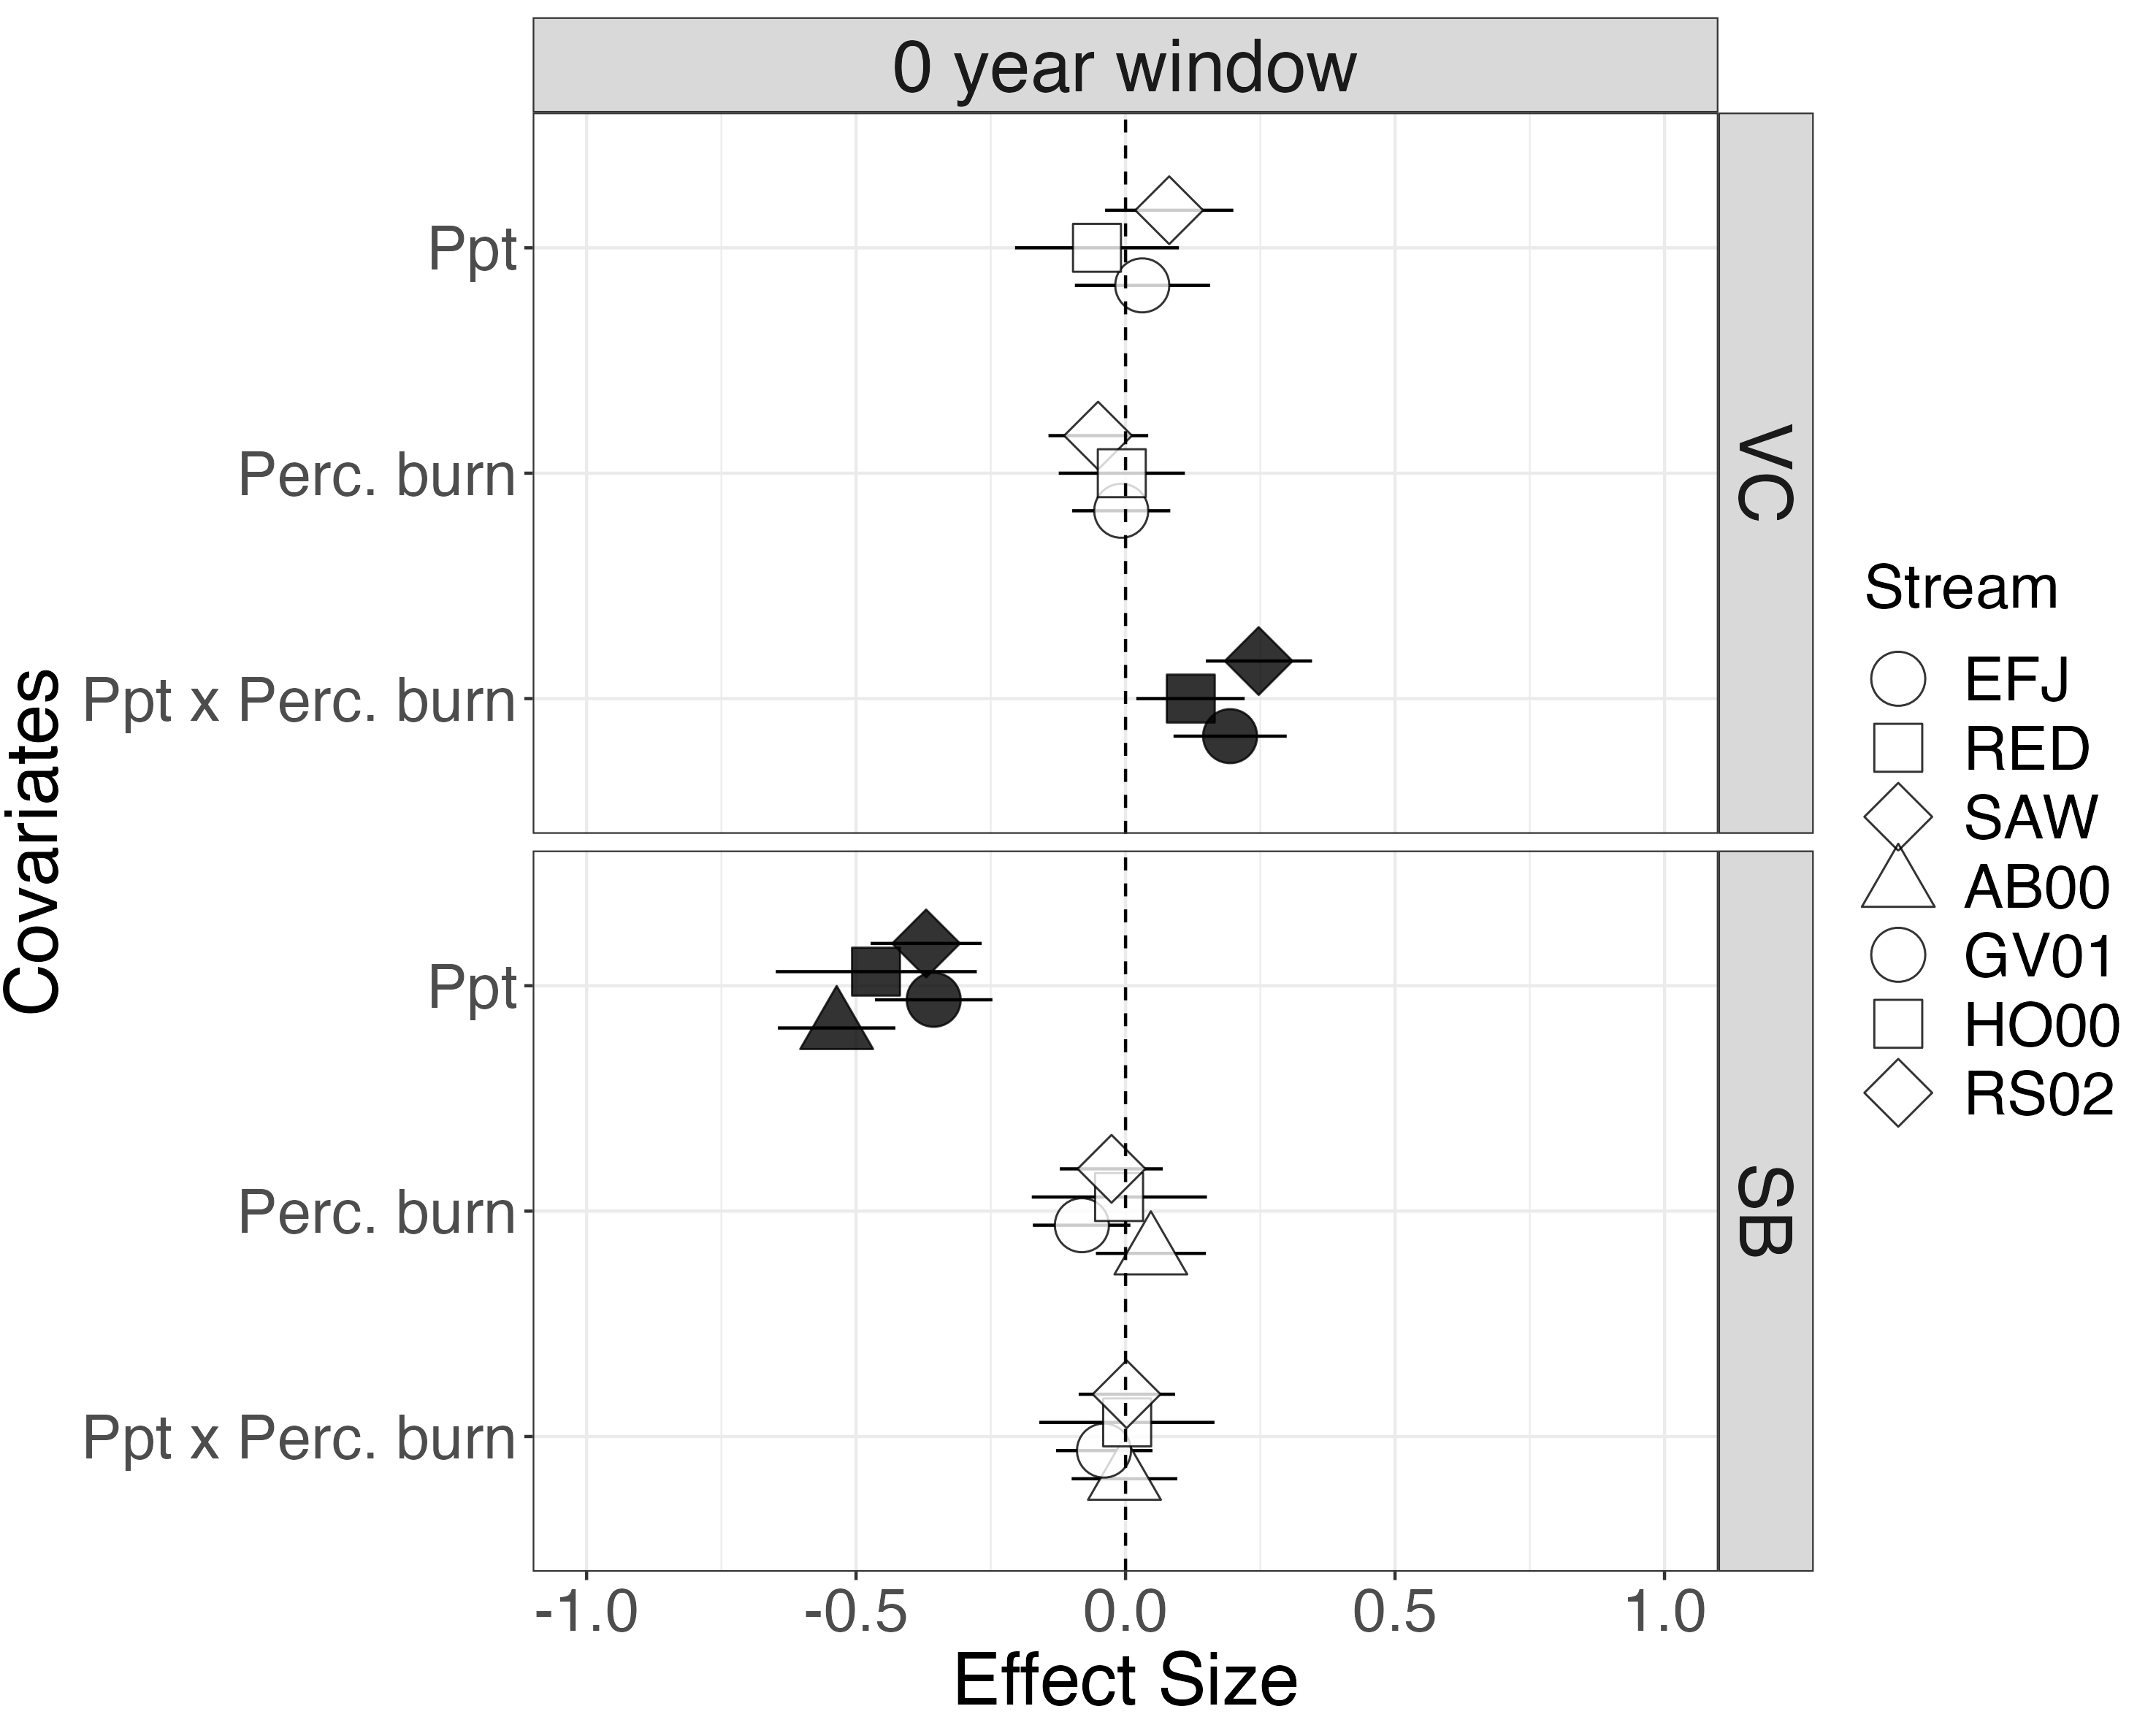 0 year window
Covariates
Ppt
Perc. burn
Ppt x Perc. burn
VC
Ppt
Perc. burn
Ppt x Perc. burn
SB
-1.0
-0.5
0.0
0.5
1.0
Effect Size
Stream
EFJ
RED
SAW
AB00
GV01
HO00
RS02